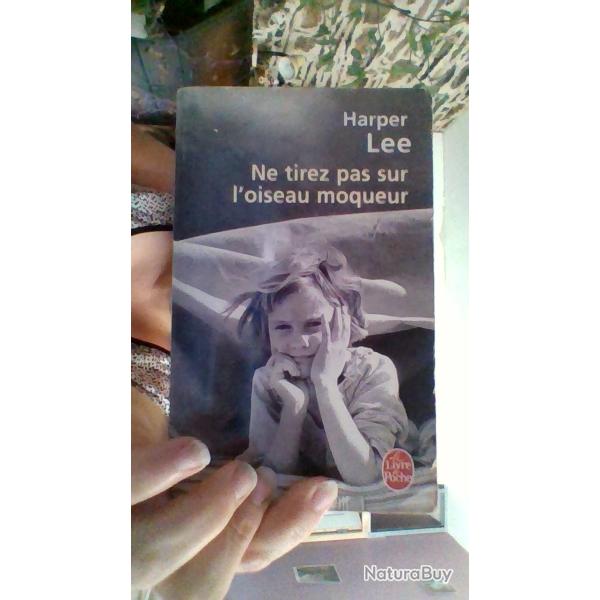 Harper
Lee
Ne tirez pas sur
l'oiseau moqueur
Le
Livre
de
Poche
NaturaBuy